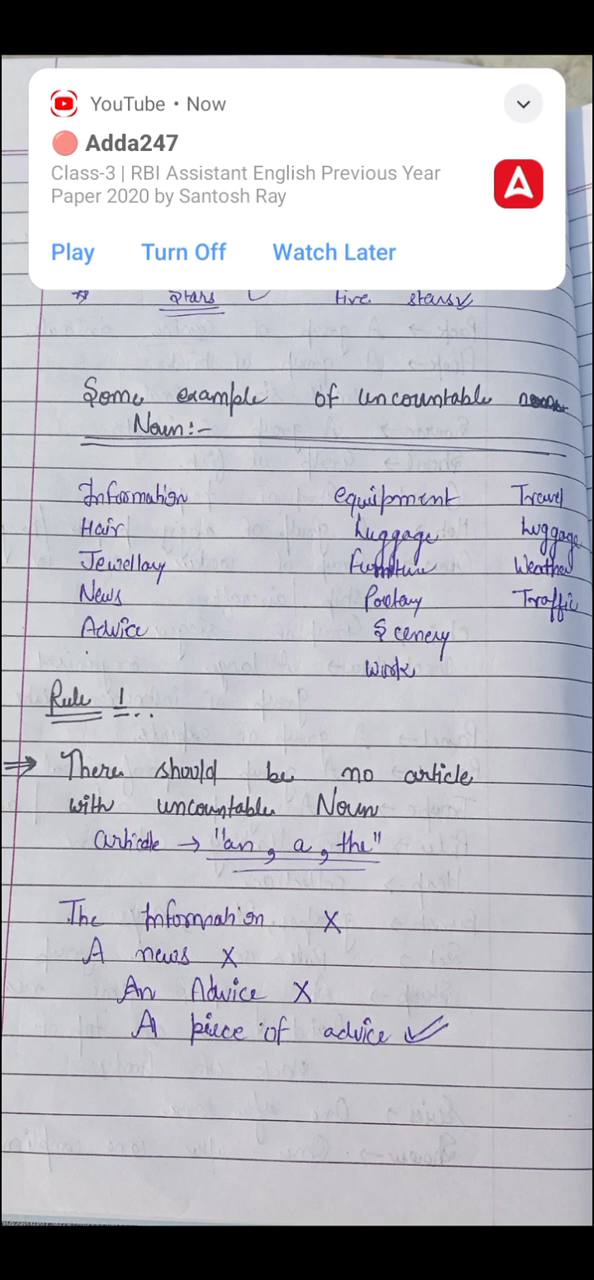 YouTube • Now
Adda247
Class-3 | RBI Assistant English Previous Year
Paper 2020 by Santosh Ray
Play Turn Off Watch Later
Stars five stars✓
Some example of uncountable
Noun:-
Information equipment Travel
Hair Luggage Luggage
Jewellary Furniture Weather
News Poetary Traffic
Advice Scenery
Work
Rule !..
⇒ There should be no article
with uncountable Noun
article → "an, a, the"
The Information X
A news X
An Advice X
A piece of advice ✓